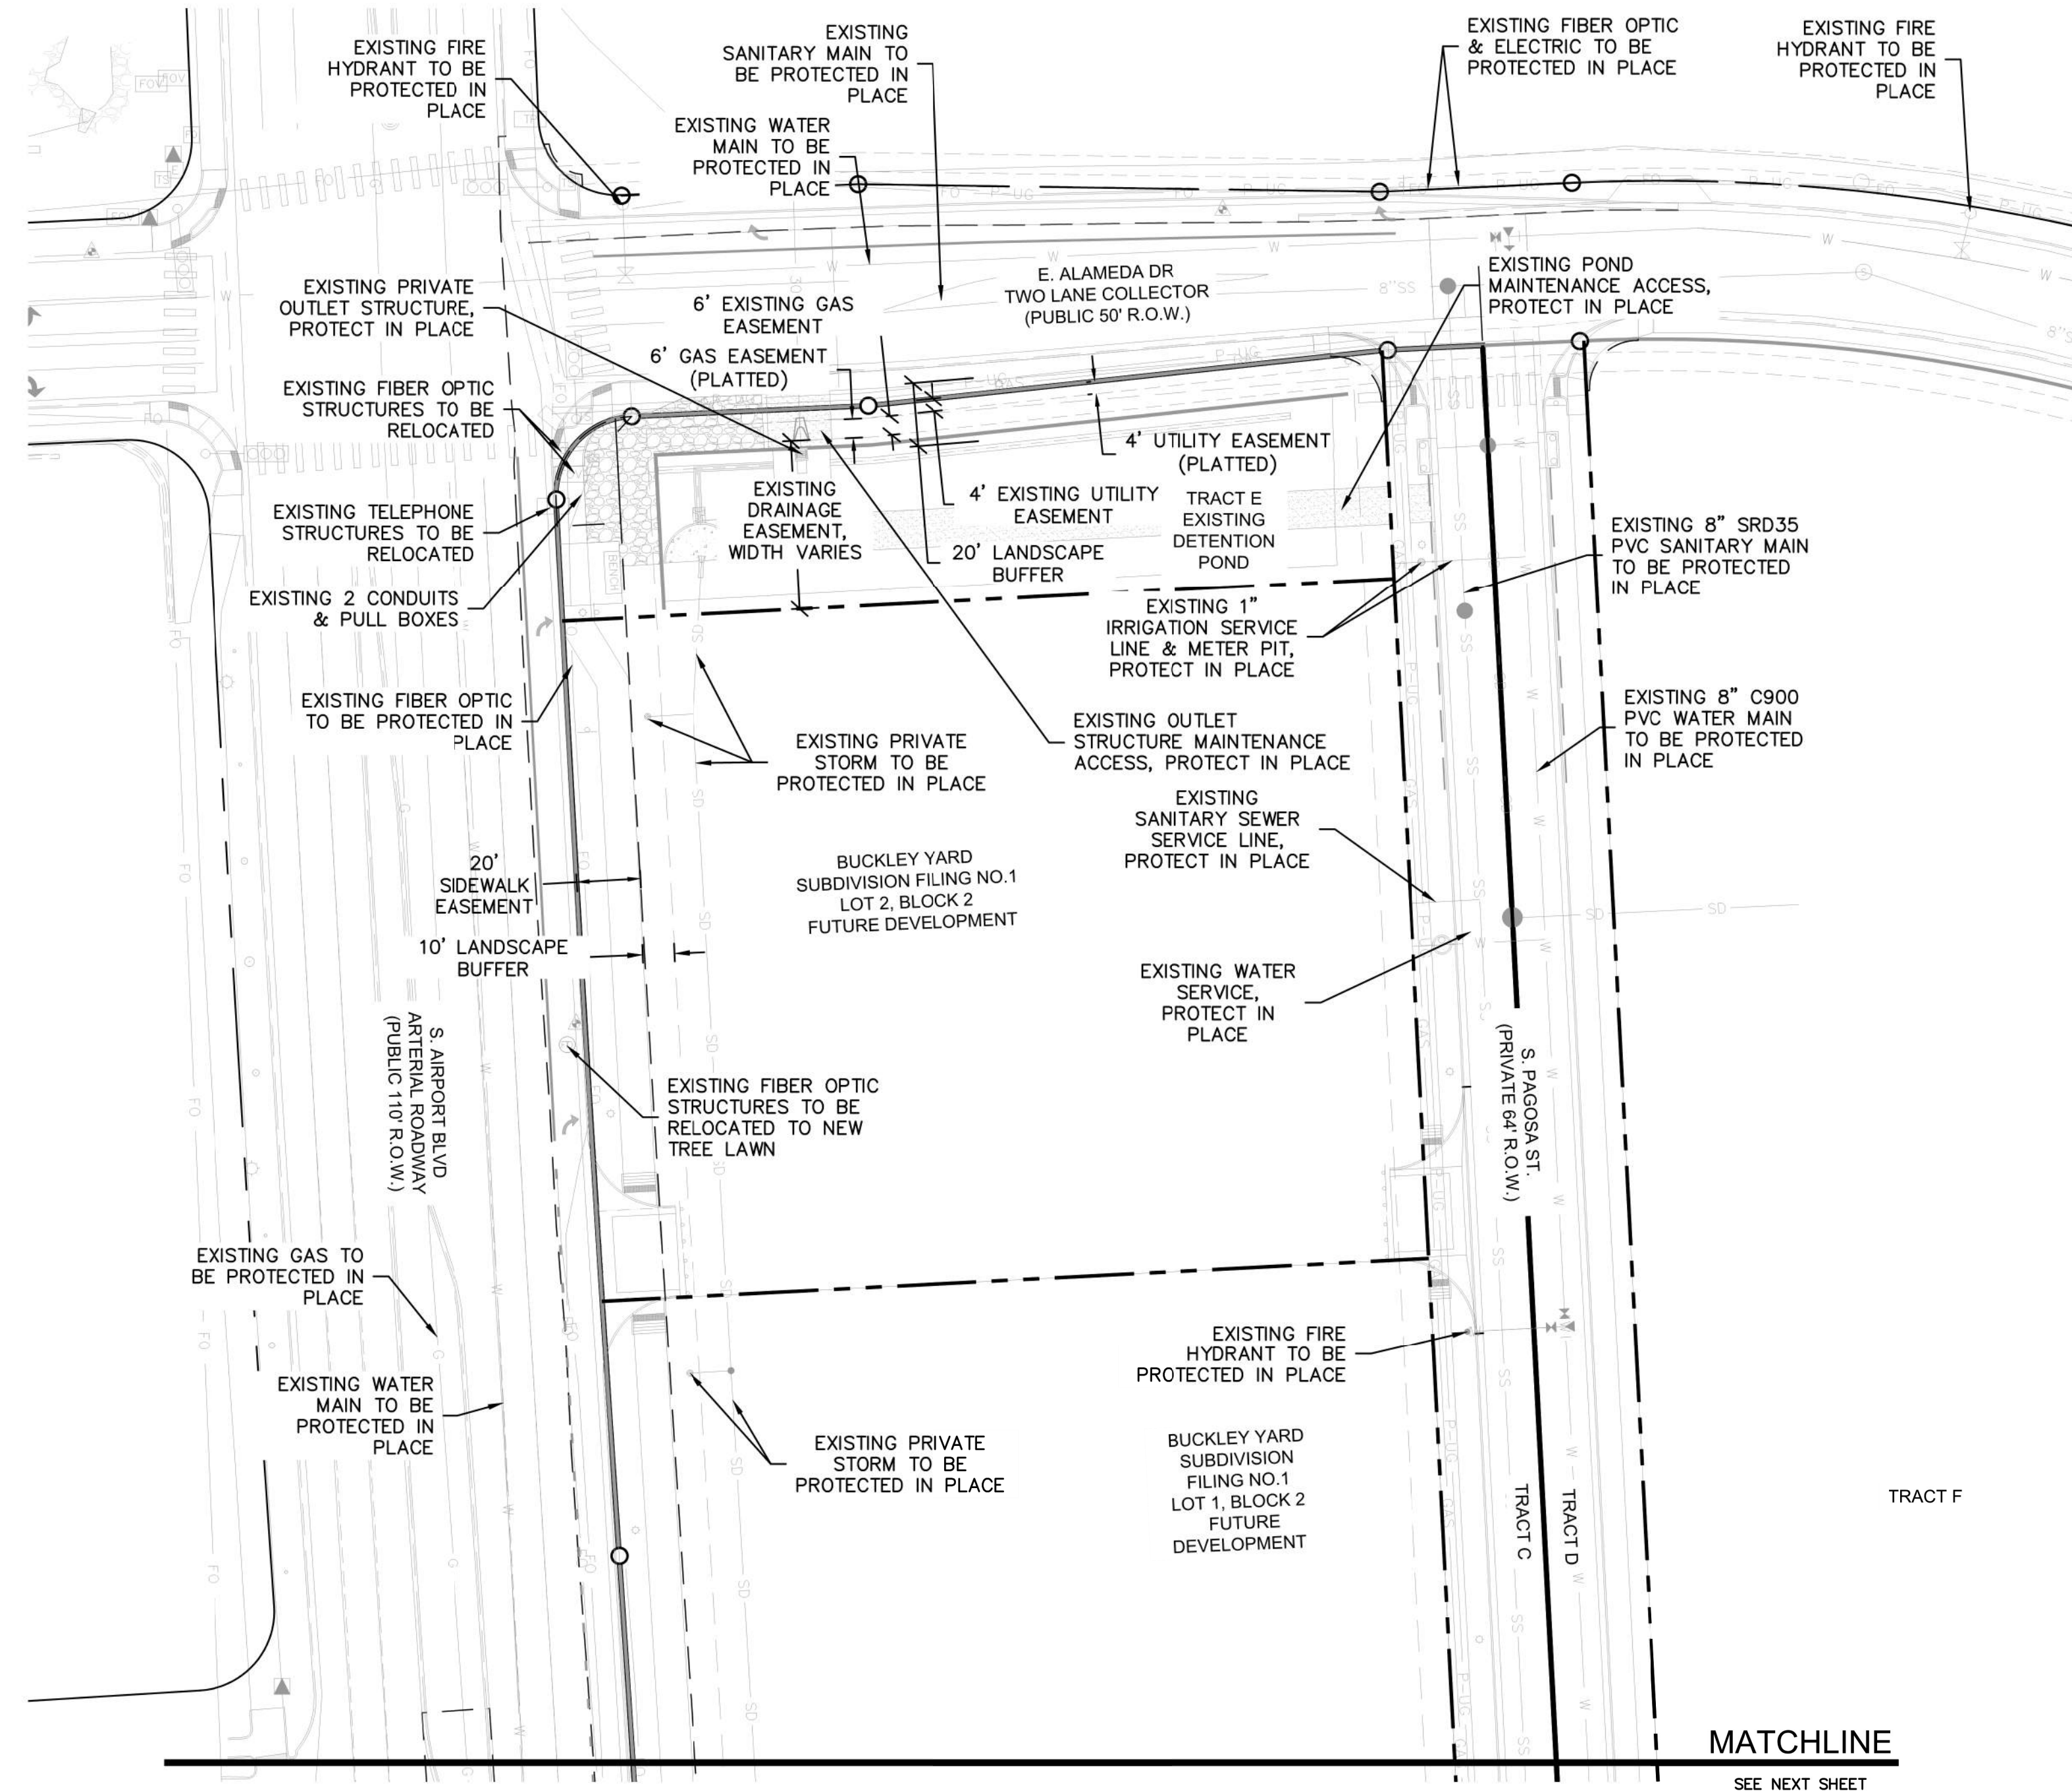 EXISTING FIRE
HYDRANT TO BE
PROTECTED IN
PLACE
EXISTING
SANITARY MAIN TO
BE PROTECTED IN
PLACE
EXISTING WATER
MAIN TO BE
PROTECTED IN
PLACE
EXISTING FIBER OPTIC
& ELECTRIC TO BE
PROTECTED IN PLACE
EXISTING FIRE
HYDRANT TO BE
PROTECTED IN
PLACE
E. ALAMEDA DR
TWO LANE COLLECTOR
(PUBLIC 50' R.O.W.)
8"SS
EXISTING POND
MAINTENANCE ACCESS,
PROTECT IN PLACE
EXISTING PRIVATE
OUTLET STRUCTURE,
PROTECT IN PLACE
6' EXISTING GAS
EASEMENT
6' GAS EASEMENT
(PLATTED)
EXISTING FIBER OPTIC
STRUCTURES TO BE
RELOCATED
4' UTILITY EASEMENT
(PLATTED)
EXISTING TELEPHONE
STRUCTURES TO BE
RELOCATED
EXISTING
DRAINAGE
EASEMENT,
WIDTH VARIES
4' EXISTING UTILITY
EASEMENT
20' LANDSCAPE
BUFFER
TRACT E
EXISTING
DETENTION
POND
EXISTING 8" SRD35
PVC SANITARY MAIN
TO BE PROTECTED
IN PLACE
EXISTING 2 CONDUITS
& PULL BOXES
BENCH
EXISTING 1"
IRRIGATION SERVICE
LINE & METER PIT,
PROTECT IN PLACE
EXISTING FIBER OPTIC
TO BE PROTECTED IN
PLACE
EXISTING PRIVATE
STORM TO BE
PROTECTED IN PLACE
EXISTING OUTLET
STRUCTURE MAINTENANCE
ACCESS, PROTECT IN PLACE
EXISTING 8" C900
PVC WATER MAIN
TO BE PROTECTED
IN PLACE
EXISTING
SANITARY SEWER
SERVICE LINE,
PROTECT IN PLACE
20'
SIDEWALK
EASEMENT
BUCKLEY YARD
SUBDIVISION FILING NO.1
LOT 2, BLOCK 2
FUTURE DEVELOPMENT
10' LANDSCAPE
BUFFER
EXISTING WATER
SERVICE,
PROTECT IN
PLACE
S. AIRPORT BLVD
ARTERIAL ROADWAY
(PUBLIC 110' R.O.W.)
EXISTING FIBER OPTIC
STRUCTURES TO BE
RELOCATED TO NEW
TREE LAWN
S. PAGOSA ST.
(PRIVATE 64' R.O.W.)
EXISTING GAS TO
BE PROTECTED IN
PLACE
EXISTING FIRE
HYDRANT TO BE
PROTECTED IN PLACE
EXISTING WATER
MAIN TO BE
PROTECTED IN
PLACE
EXISTING PRIVATE
STORM TO BE
PROTECTED IN PLACE
BUCKLEY YARD
SUBDIVISION
FILING NO.1
LOT 1, BLOCK 2
FUTURE
DEVELOPMENT
TRACT C
TRACT D
TRACT F
MATCHLINE
SEE NEXT SHEET